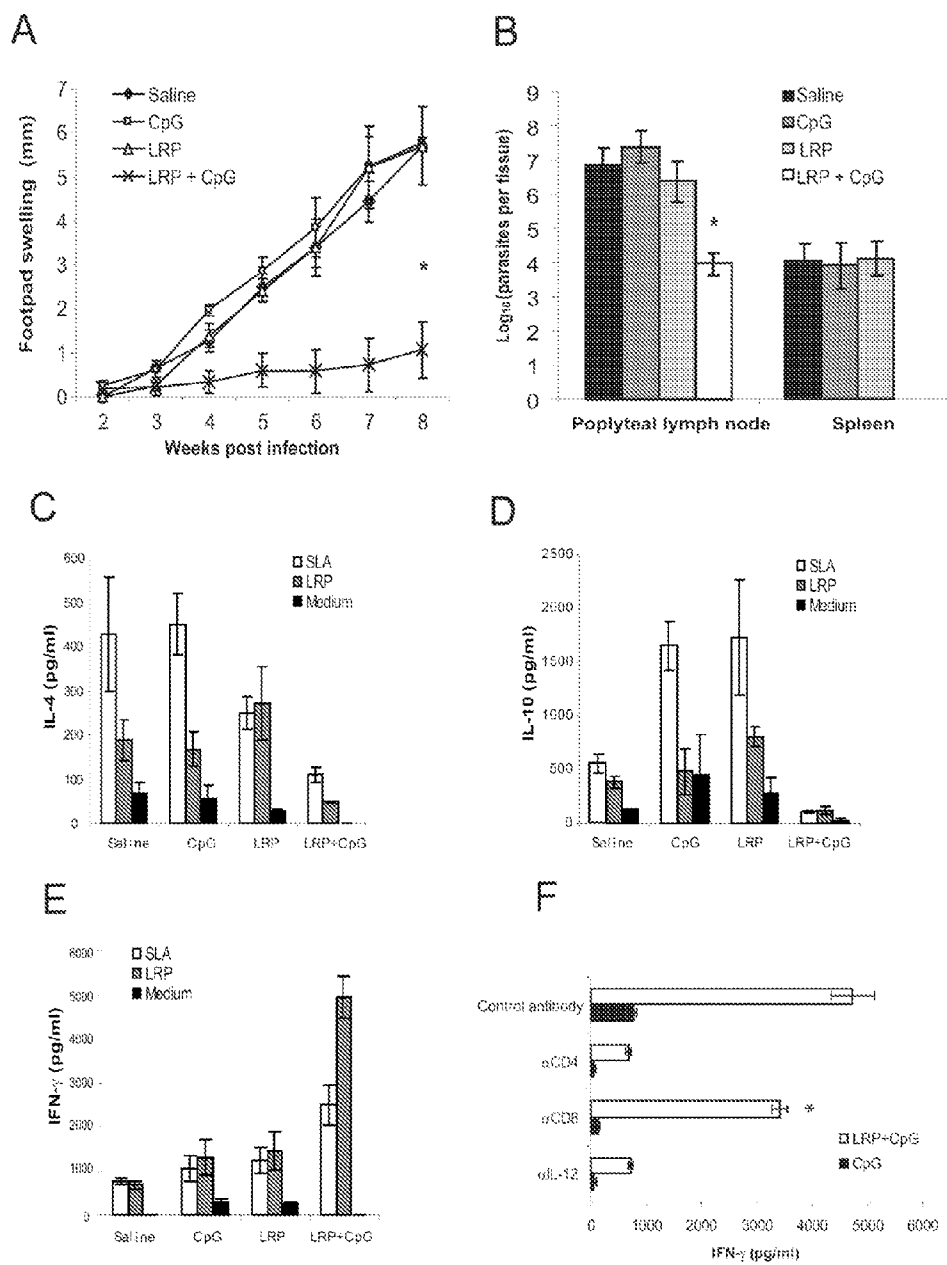 A
Footpad swelling (mm)
7
6
5
4
3
2
1
0
Saline
CpG
LRP
LRP + CpG
*
2 3 4 5 6 7 8
Weeks post infection
B
Log₁₀(parasites per tissue)
9
8
7
6
5
4
3
2
1
0
Saline
CpG
LRP
LRP + CpG
*
Poplyteal lymph node Spleen
C
IL-4 (pg/ml)
600
500
400
300
200
100
0
SLA
LRP
Medium
Saline CpG LRP LRP+CpG
D
IL-10 (pg/ml)
2500
2000
1500
1000
500
0
SLA
LRP
Medium
Saline CpG LRP LRP+CpG
E
IFN-γ (pg/ml)
6000
5000
4000
3000
2000
1000
0
SLA
LRP
Medium
Saline CpG LRP LRP+CpG
F
Control antibody
αCD4
αCD8
αIL-12
*
LRP+CpG
CpG
0 1000 2000 3000 4000 5000 6000
IFN-γ (pg/ml)